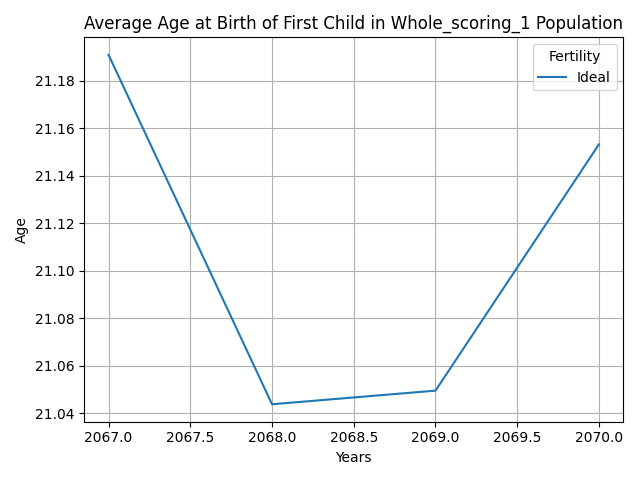 Average Age at Birth of First Child in Whole_scoring_1 Population
Fertility
Ideal
21.18
21.16
21.14
21.12
21.10
21.08
21.06
21.04
Age
2067.0 2067.5 2068.0 2068.5 2069.0 2069.5 2070.0
Years